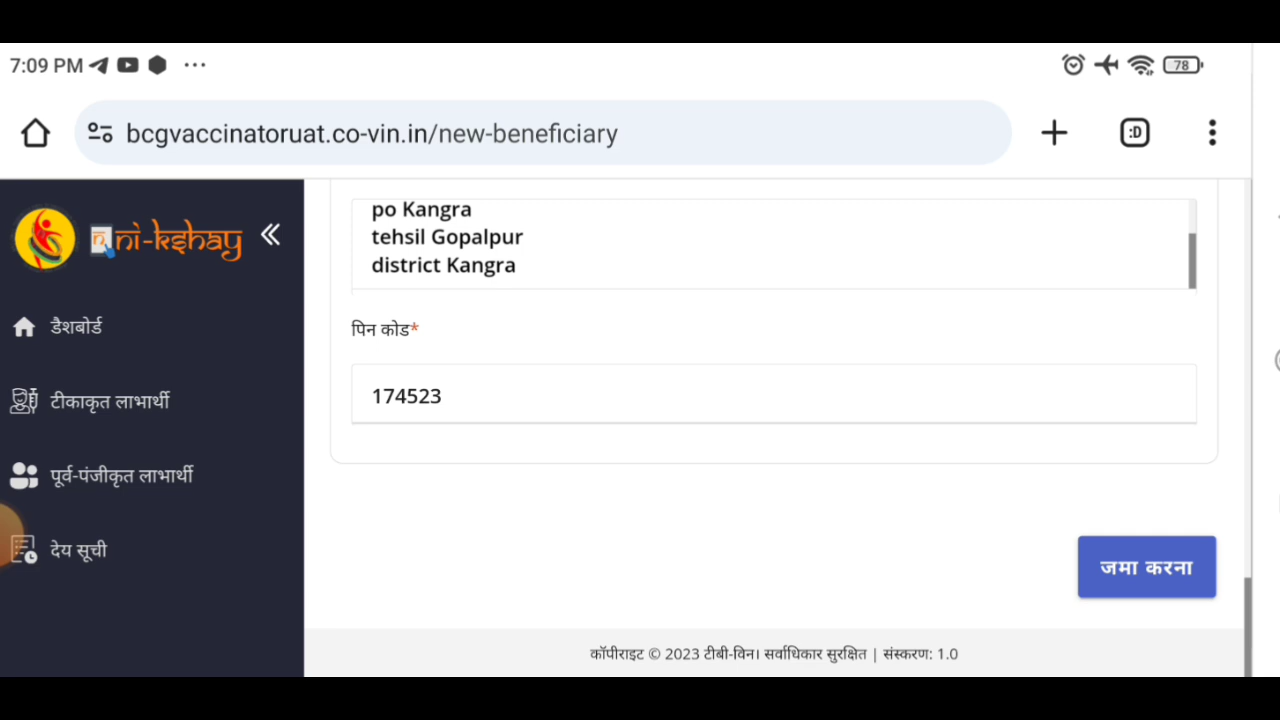 7:09 PM ... 78
bcgvaccinatoruat.co-vin.in/new-beneficiary :D
ni-kshay
po Kangra
tehsil Gopalpur
district Kangra
डैशबोर्ड
पिन कोड*
टीकाकृत लाभार्थी
174523
पूर्व-पंजीकृत लाभार्थी
देय सूची
जमा करना
कॉपीराइट © 2023 टीबी-विन। सर्वाधिकार सुरक्षित | संस्करण: 1.0